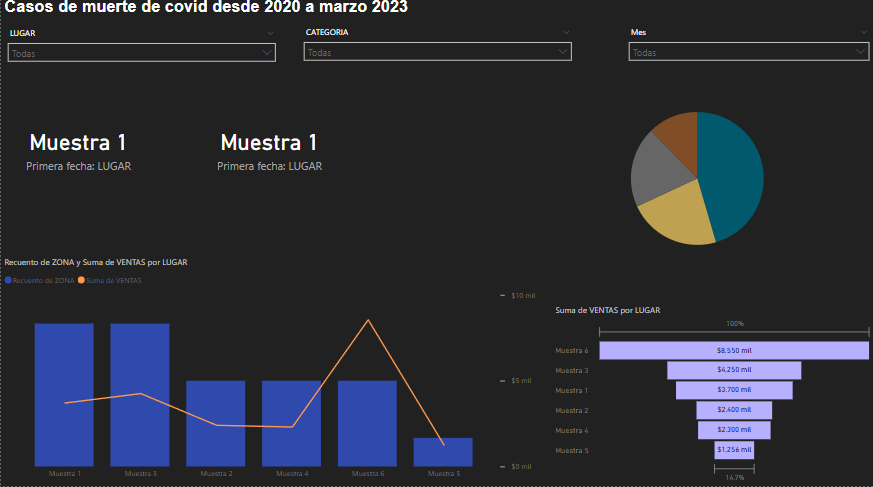 Casos de muerte de covid desde 2020 a marzo 2023
LUGAR
Todas
CATEGORIA
Todas
Mes
Todas
Muestra 1
Primera fecha: LUGAR
Muestra 1
Primera fecha: LUGAR
Recuento de ZONA y Suma de VENTAS por LUGAR
Recuento de ZONA
Suma de VENTAS
$10 mil
$5 mil
$0 mil
Muestra 1
Muestra 3
Muestra 2
Muestra 4
Muestra 6
Muestra 5
Suma de VENTAS por LUGAR
100%
Muestra 6
$8,550 mil
Muestra 3
$4,250 mil
Muestra 1
$3,700 mil
Muestra 2
$2,400 mil
Muestra 4
$2,300 mil
Muestra 5
$1,256 mil
14.7%